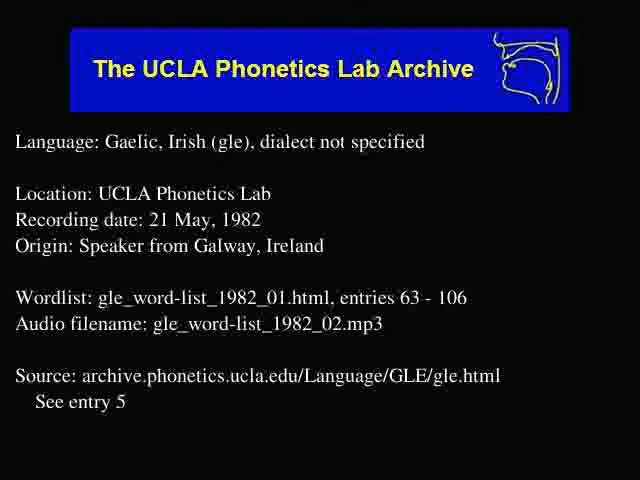 The UCLA Phonetics Lab Archive
Language: Gaelic, Irish (gle), dialect not specified
Location: UCLA Phonetics Lab
Recording date: 21 May, 1982
Origin: Speaker from Galway, Ireland
Wordlist: gle_word-list_1982_01.html, entries 63 - 106
Audio filename: gle_word-list_1982_02.mp3
Source: archive.phonetics.ucla.edu/Language/GLE/gle.html
See entry 5